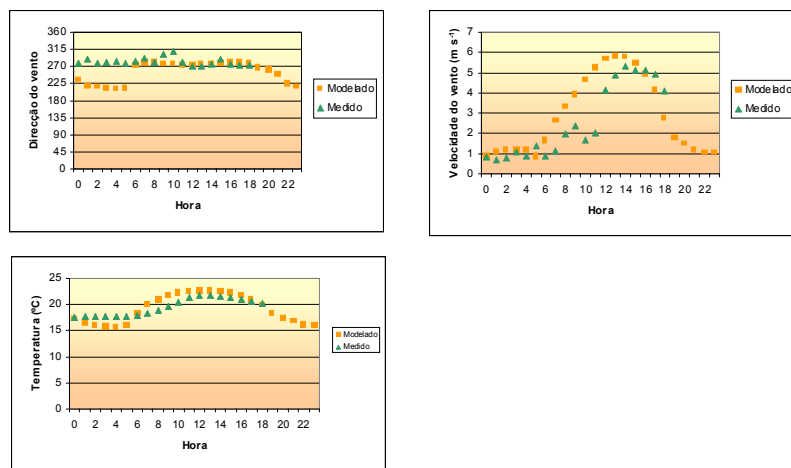 Direcção do vento
360
315
270
225
180
135
90
45
0
0 2 4 6 8 10 12 14 16 18 20 22
Hora
Modelado
Medido
Velocidade do vento (m s-1)
7
6
5
4
3
2
1
0
0 2 4 6 8 10 12 14 16 18 20 22
Hora
Modelado
Medido
Temperatura (ºC)
25
20
15
10
5
0
0 2 4 6 8 10 12 14 16 18 20 22
Hora
Modelado
Medido